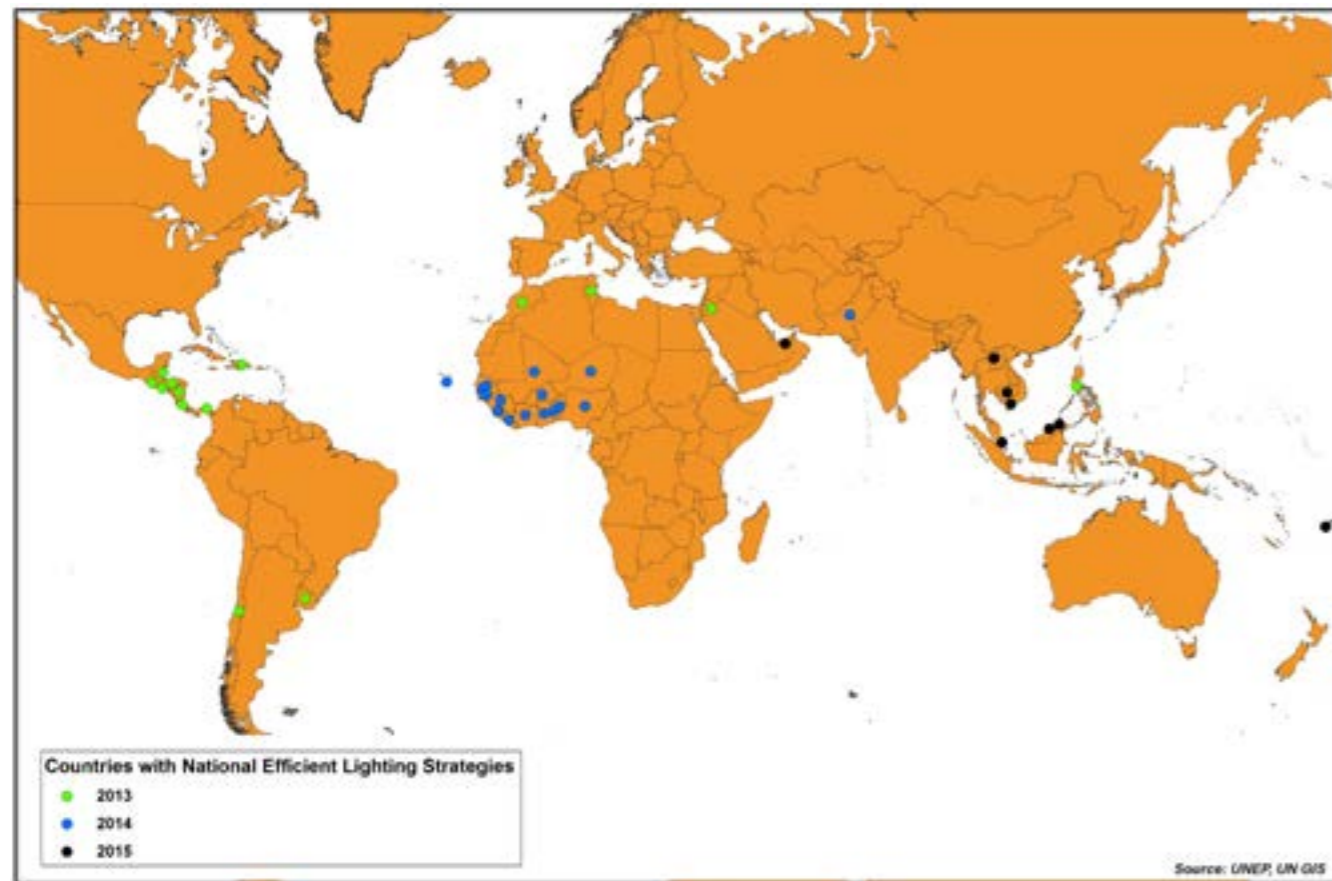 Countries with National Efficient Lighting Strategies
2013
2014
2015
Source: UNEP, UN GIS